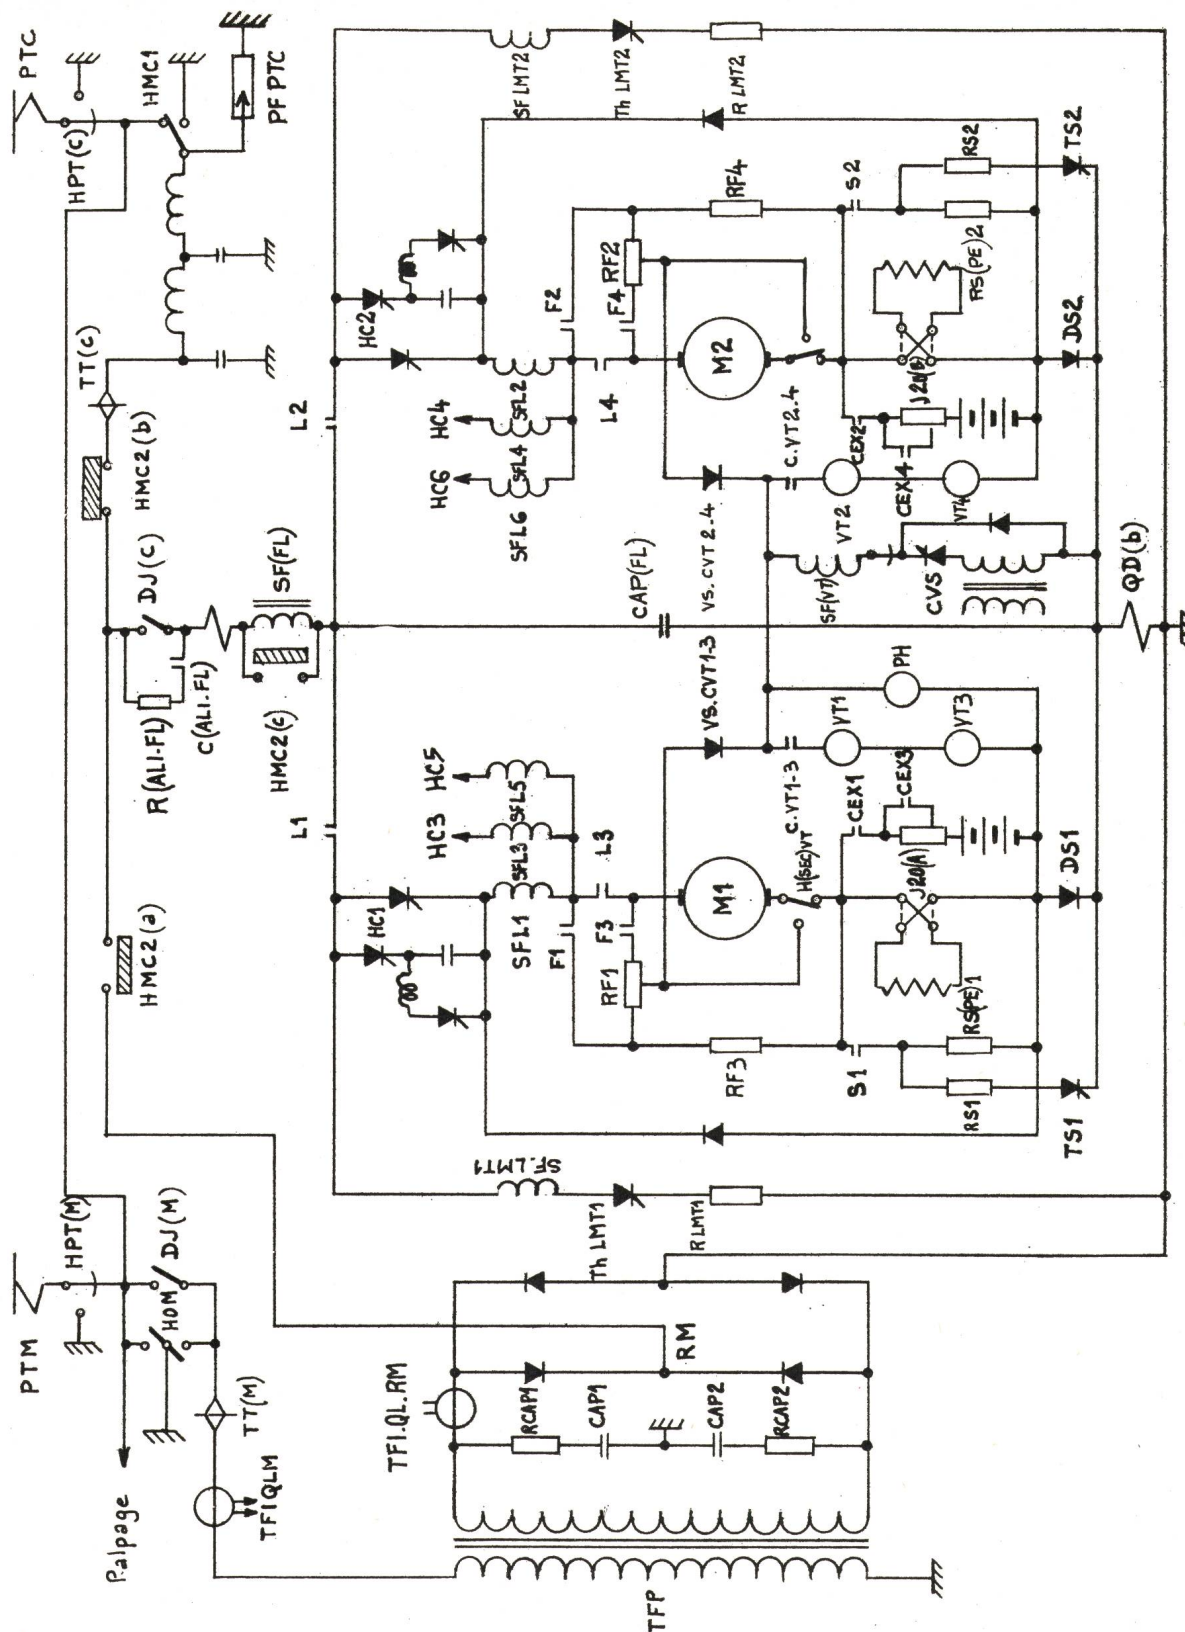 PTC
HPT(C)
HMC1
PF PTC
TT(C)
HMC2(b)
DJ(C)
SF(FL)
R(ALI.FL)
C(ALI.FL)
HMC2(c)
HMC2(a)
PTM
HPT(M)
DJ(M)
HOM
TT(M)
TFIQLM
Palpage
TFP
TFI.QL.RM
RCAP1
CAP1
CAP2
RCAP2
RM
SF.LMT1
Th LMT1
R LMT1
L1
HC1
HC3
HC5
SFL1
SFL3
SFL5
F1
F3
L3
RF1
RF3
M1
H(SEC)VT
C.VT1-3
VS.CVT1-3
VT1
VT3
PH
CEX1
CEX3
J20(A)
S1
RS1
RS(PE)1
TS1
DS1
CAP(FL)
QD(b)
L2
HC2
HC4
HC6
SFL2
SFL4
SFL6
F2
F4
L4
RF2
RF4
M2
VS.CVT2.4
C.VT2.4
VT2
VT4
SF(VT)
CVS
CEX2
CEX4
J20(B)
S2
RS2
RS(PE)2
TS2
DS2
SF LMT2
Th LMT2
R LMT2